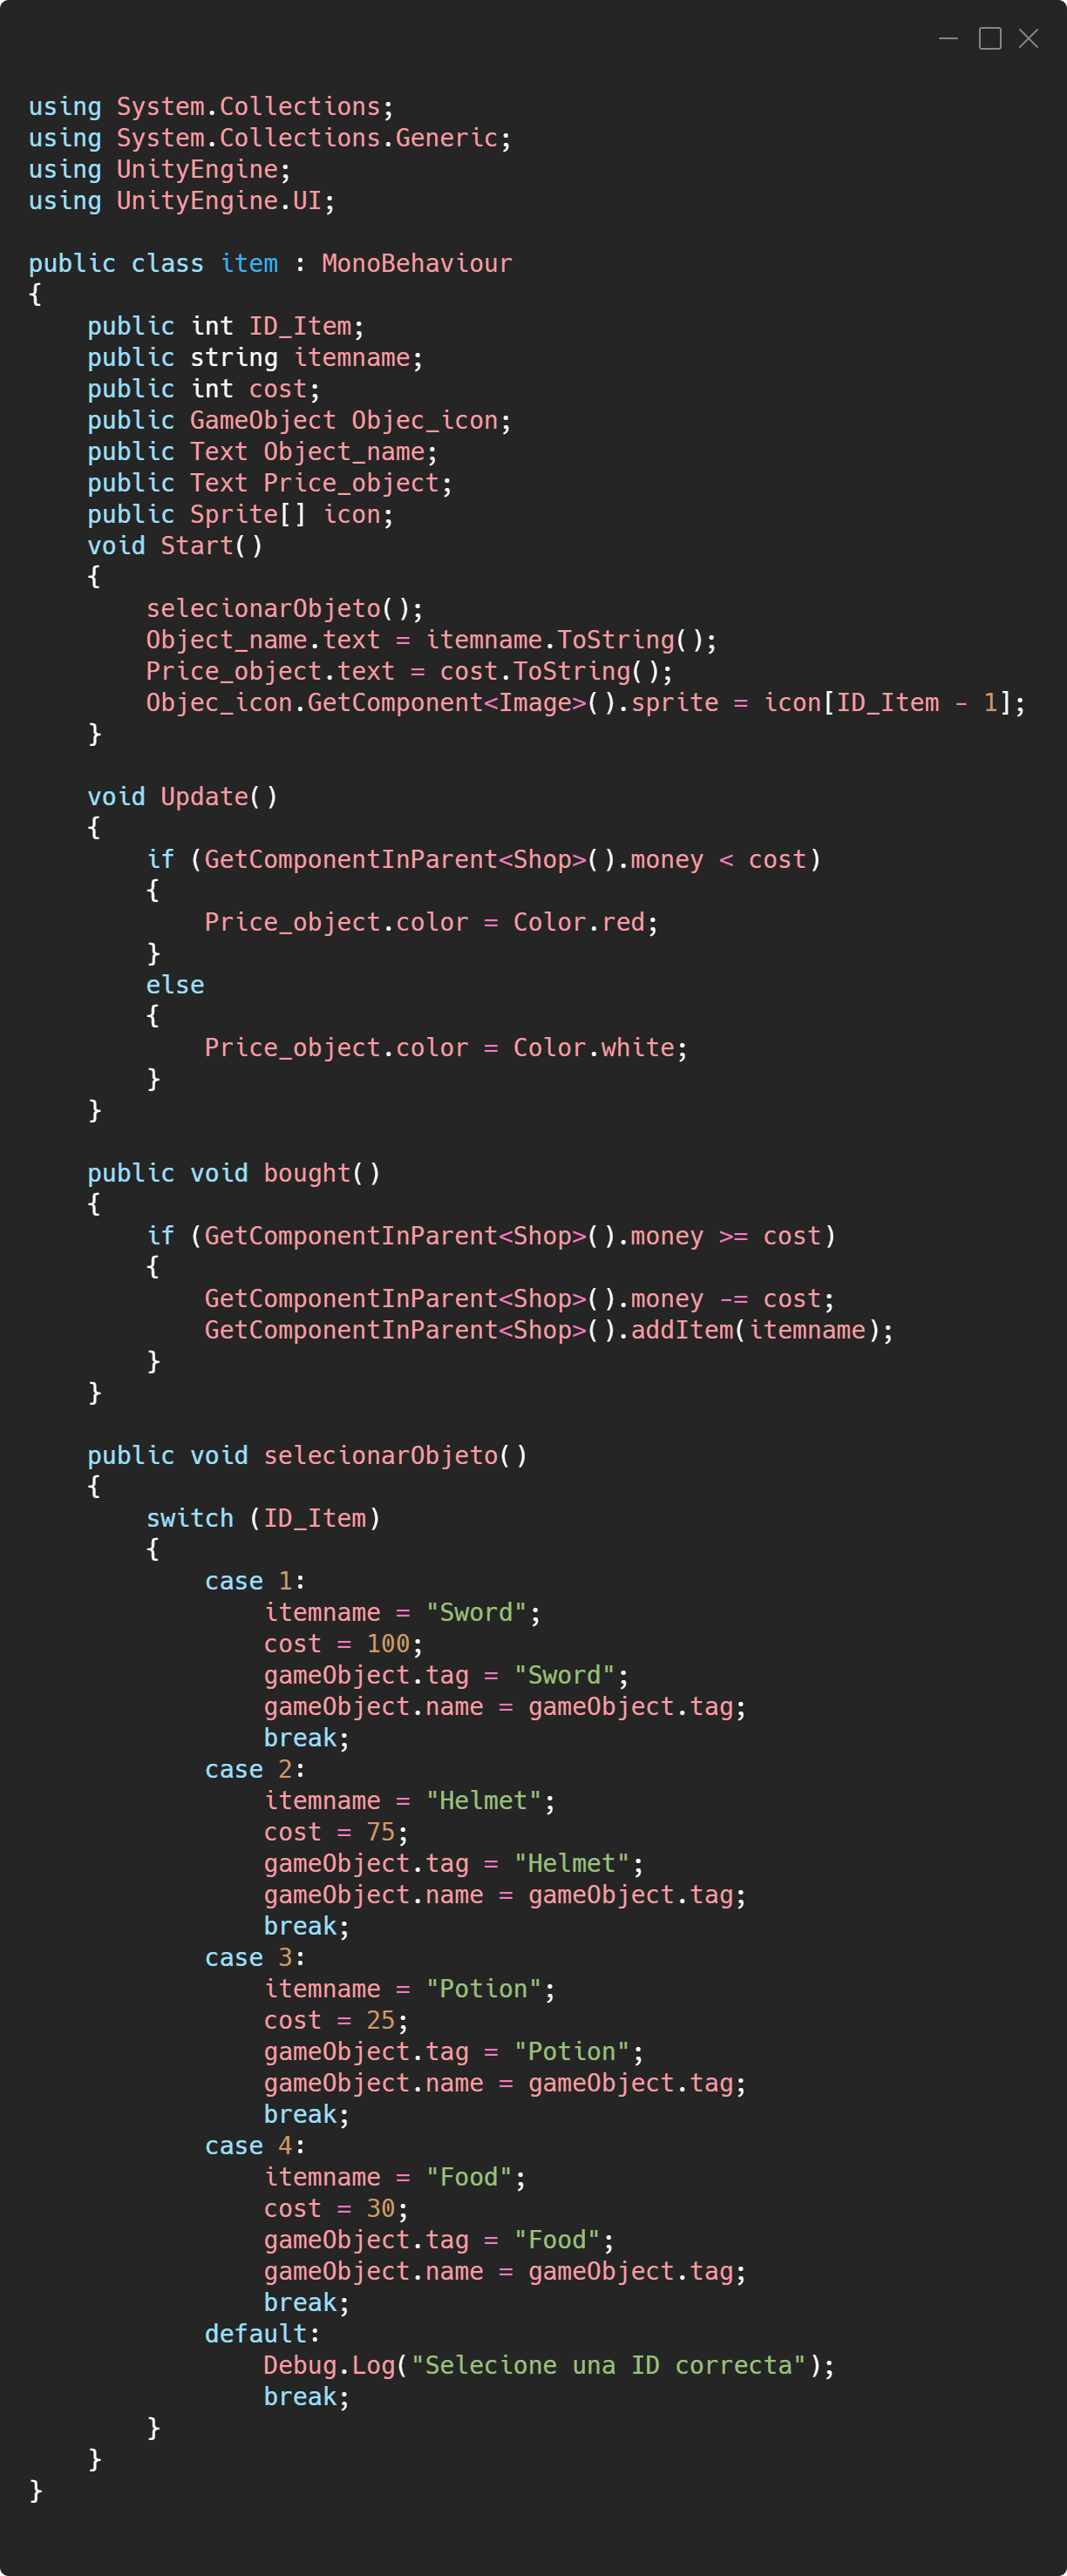 using System.Collections;
using System.Collections.Generic;
using UnityEngine;
using UnityEngine.UI;

public class item : MonoBehaviour
{
    public int ID_Item;
    public string itemname;
    public int cost;
    public GameObject Objec_icon;
    public Text Object_name;
    public Text Price_object;
    public Sprite[] icon;
    void Start()
    {
        selecionarObjeto();
        Object_name.text = itemname.ToString();
        Price_object.text = cost.ToString();
        Objec_icon.GetComponent<Image>().sprite = icon[ID_Item - 1];
    }

    void Update()
    {
        if (GetComponentInParent<Shop>().money < cost)
        {
            Price_object.color = Color.red;
        }
        else
        {
            Price_object.color = Color.white;
        }
    }

    public void bought()
    {
        if (GetComponentInParent<Shop>().money >= cost)
        {
            GetComponentInParent<Shop>().money -= cost;
            GetComponentInParent<Shop>().addItem(itemname);
        }
    }

    public void selecionarObjeto()
    {
        switch (ID_Item)
        {
            case 1:
                itemname = "Sword";
                cost = 100;
                gameObject.tag = "Sword";
                gameObject.name = gameObject.tag;
                break;
            case 2:
                itemname = "Helmet";
                cost = 75;
                gameObject.tag = "Helmet";
                gameObject.name = gameObject.tag;
                break;
            case 3:
                itemname = "Potion";
                cost = 25;
                gameObject.tag = "Potion";
                gameObject.name = gameObject.tag;
                break;
            case 4:
                itemname = "Food";
                cost = 30;
                gameObject.tag = "Food";
                gameObject.name = gameObject.tag;
                break;
            default:
                Debug.Log("Selecione una ID correcta");
                break;
        }
    }
}